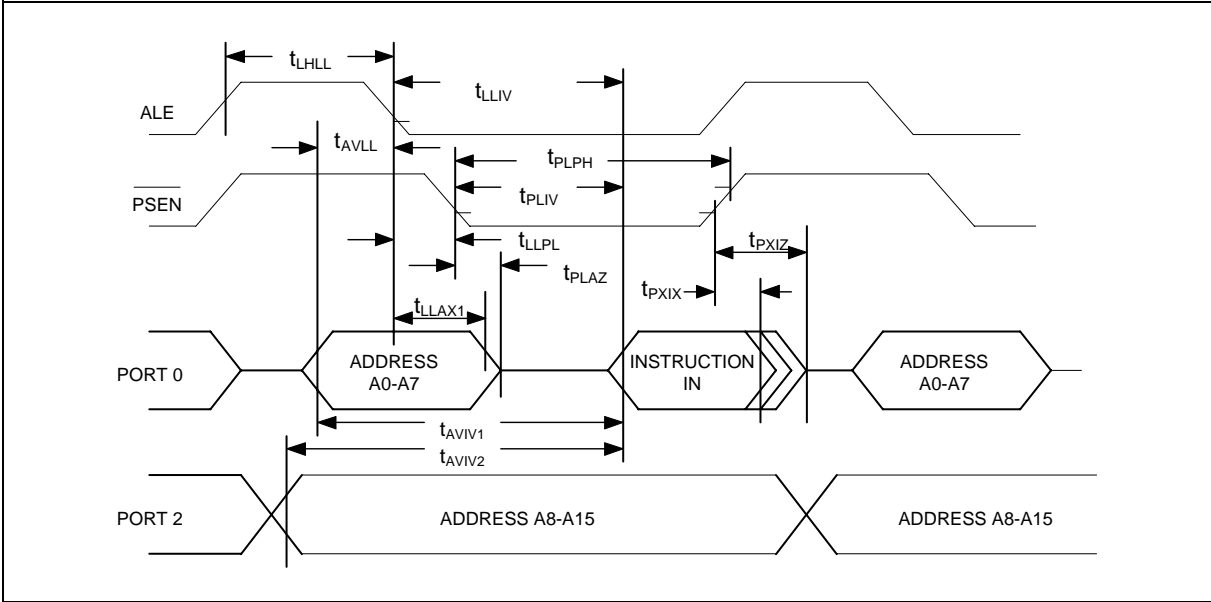 tLHLL
tLLIV
ALE
tAVLL
tPLPH
PSEN
tPLIV
tLLPL
tPXIZ
tPLAZ
tPXIX
tLLAX1
PORT 0
ADDRESS
A0-A7
INSTRUCTION
IN
ADDRESS
A0-A7
tAVIV1
tAVIV2
PORT 2
ADDRESS A8-A15
ADDRESS A8-A15